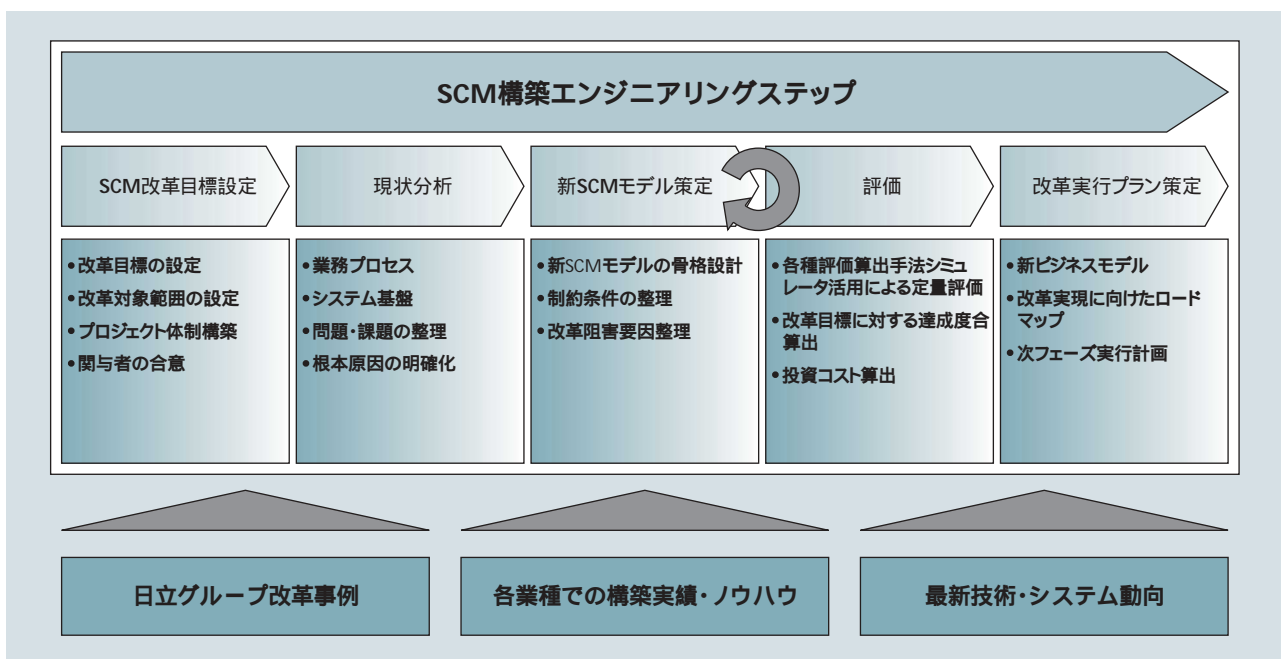 SCM構築エンジニアリングステップ
SCM改革目標設定
現状分析
新SCMモデル策定
評価
改革実行プラン策定
•改革目標の設定
•改革対象範囲の設定
•プロジェクト体制構築
•関与者の合意
•業務プロセス
•システム基盤
•問題・課題の整理
•根本原因の明確化
•新SCMモデルの骨格設計
•制約条件の整理
•改革阻害要因整理
•各種評価算出手法シミュ
レータ活用による定量評価
•改革目標に対する達成度合
算出
•投資コスト算出
•新ビジネスモデル
•改革実現に向けたロード
マップ
•次フェーズ実行計画
日立グループ改革事例
各業種での構築実績・ノウハウ
最新技術・システム動向